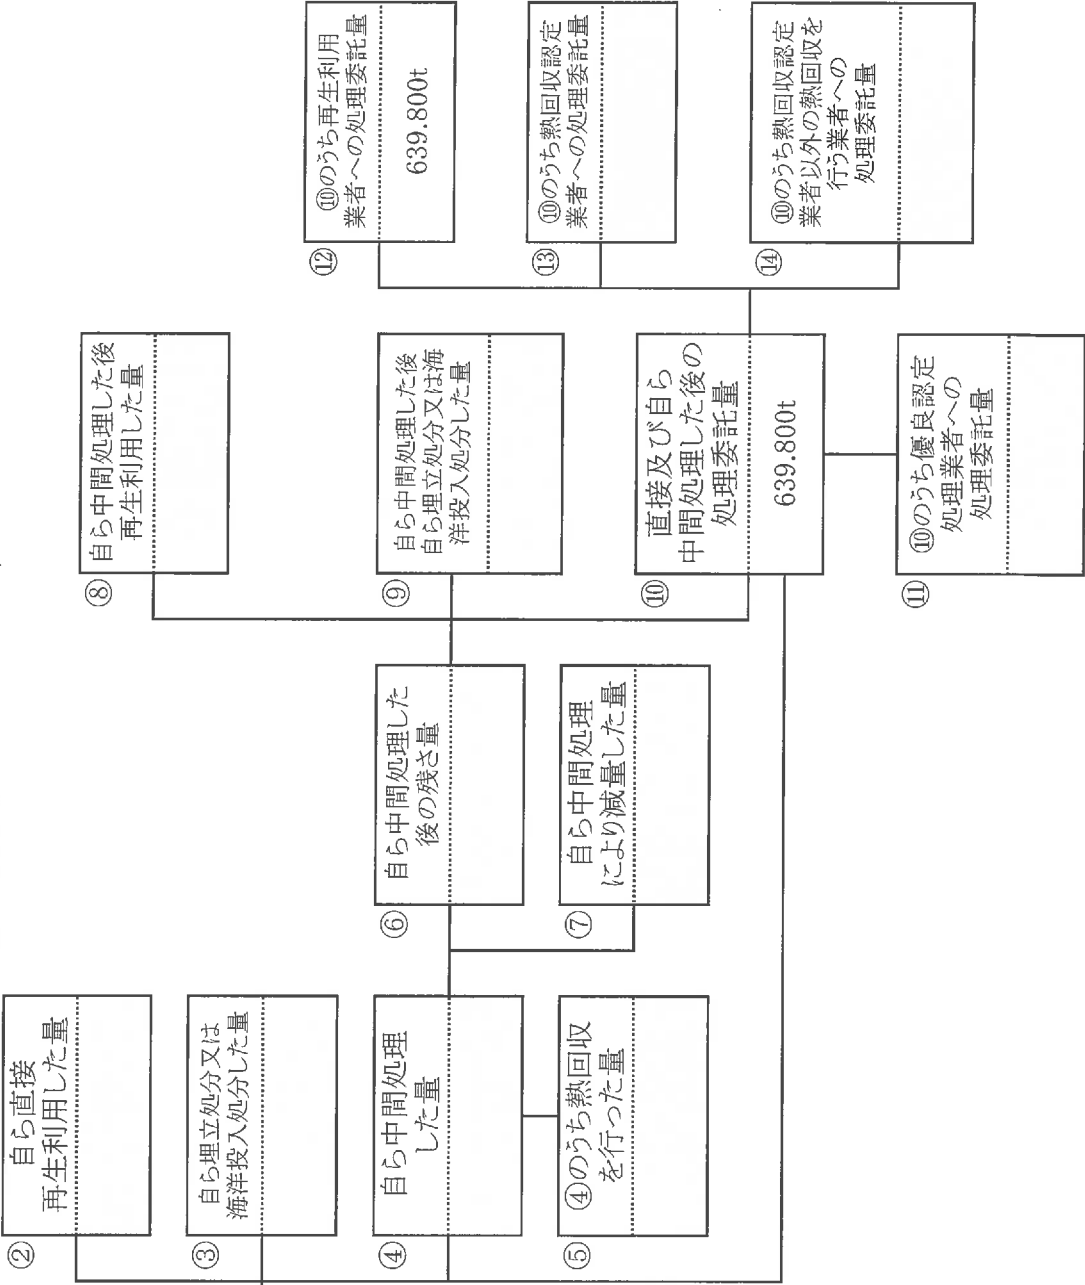 ②
自ら直接
再生利用した量
③
自ら埋立処分又は
海洋投入処分した量
④
自ら中間処理
した量
⑤
④のうち熱回収
を行った量
⑥
自ら中間処理した
後の残さ量
⑦
自ら中間処理
により減量した量
⑧
自ら中間処理した後
再生利用した量
⑨
自ら中間処理した後
自ら埋立処分又は海
洋投入処分した量
⑩
直接及び自ら
中間処理した後の
処理委託量
639.800t
⑪
⑩のうち優良認定
処理業者への
処理委託量
⑫
⑩のうち再生利用
業者への処理委託量
639.800t
⑬
⑩のうち熱回収認定
業者への処理委託量
⑭
⑩のうち熱回収認定
業者以外の熱回収を
行う業者への
処理委託量